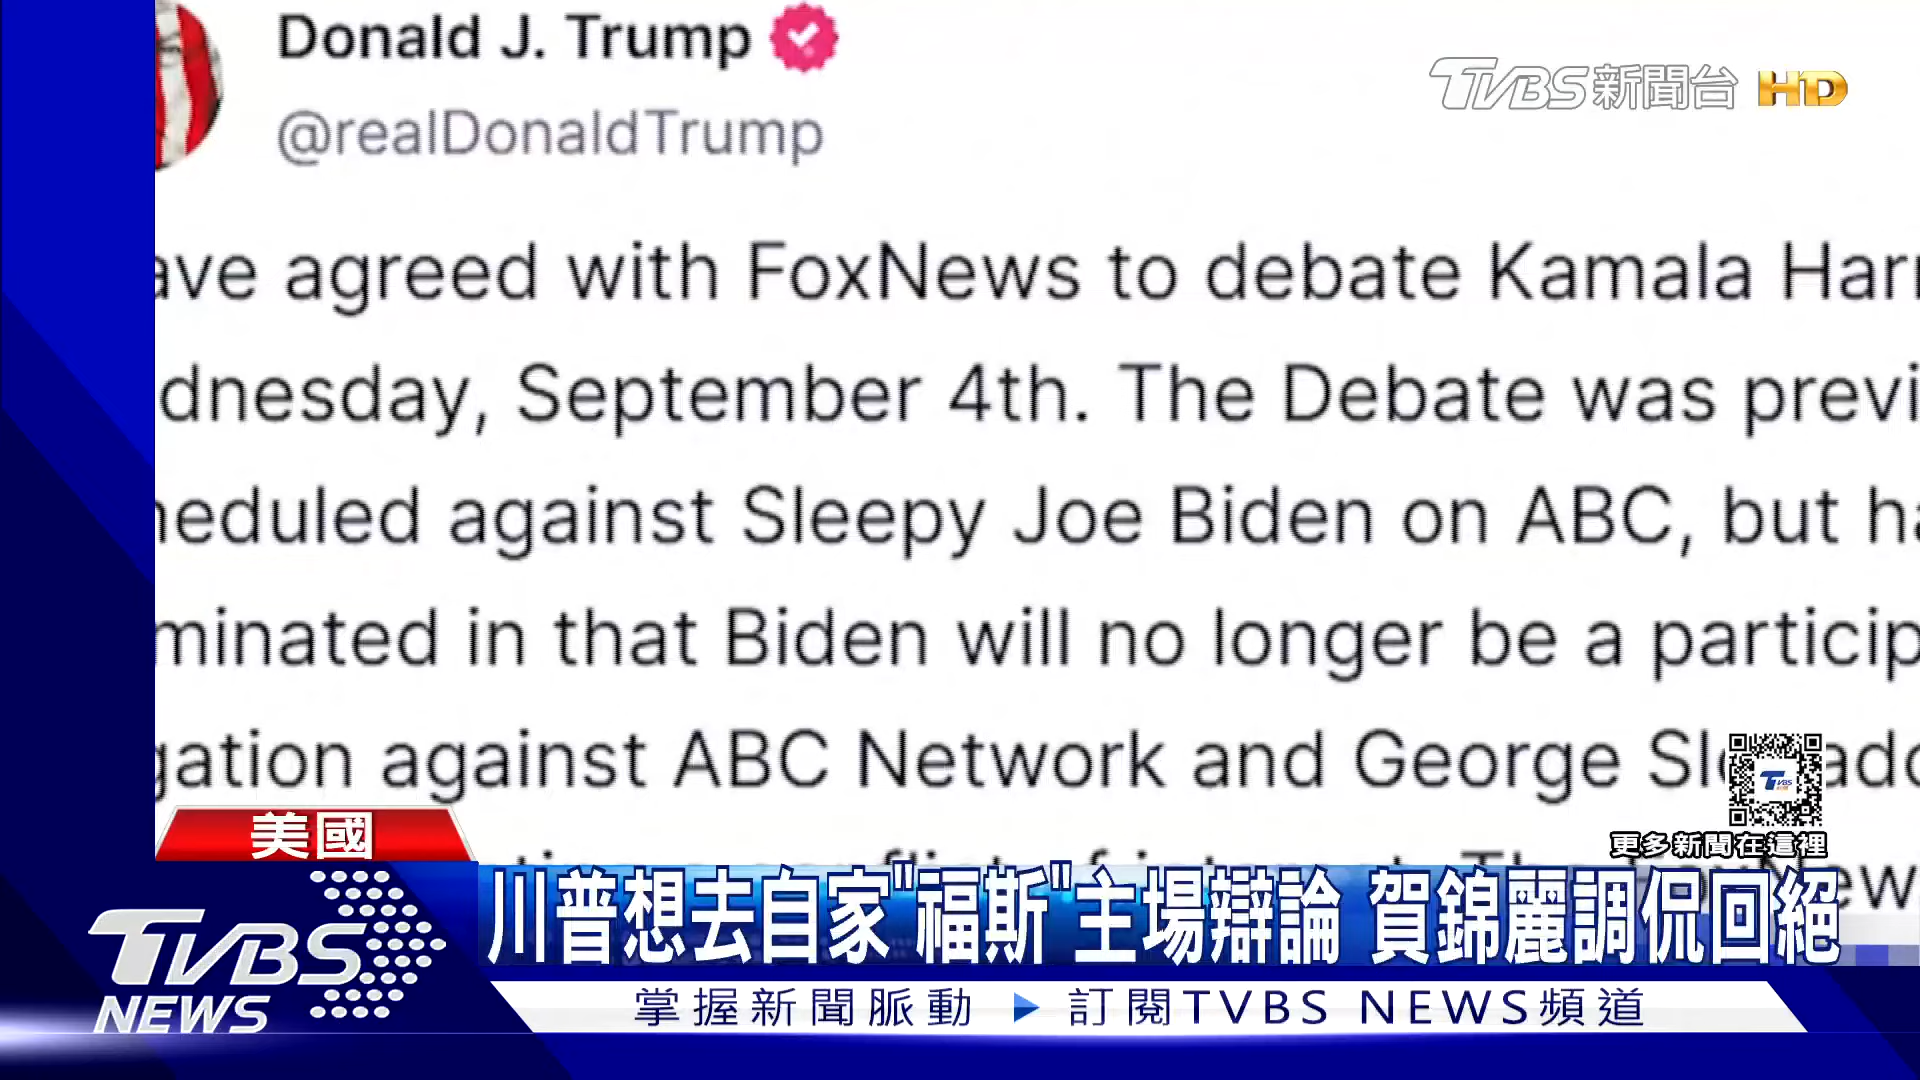 Donald J. Trump
@realDonaldTrump
TVBS新聞台 HD
ave agreed with FoxNews to debate Kamala Harr
dnesday, September 4th. The Debate was previ
heduled against Sleepy Joe Biden on ABC, but ha
minated in that Biden will no longer be a particip
gation against ABC Network and George
TVBS
更多新聞在這裡
美國
川普想去自家"福斯"主場辯論 賀錦麗調侃回絕
TVBS
NEWS
掌握新聞脈動 ▶ 訂閱TVBS NEWS頻道